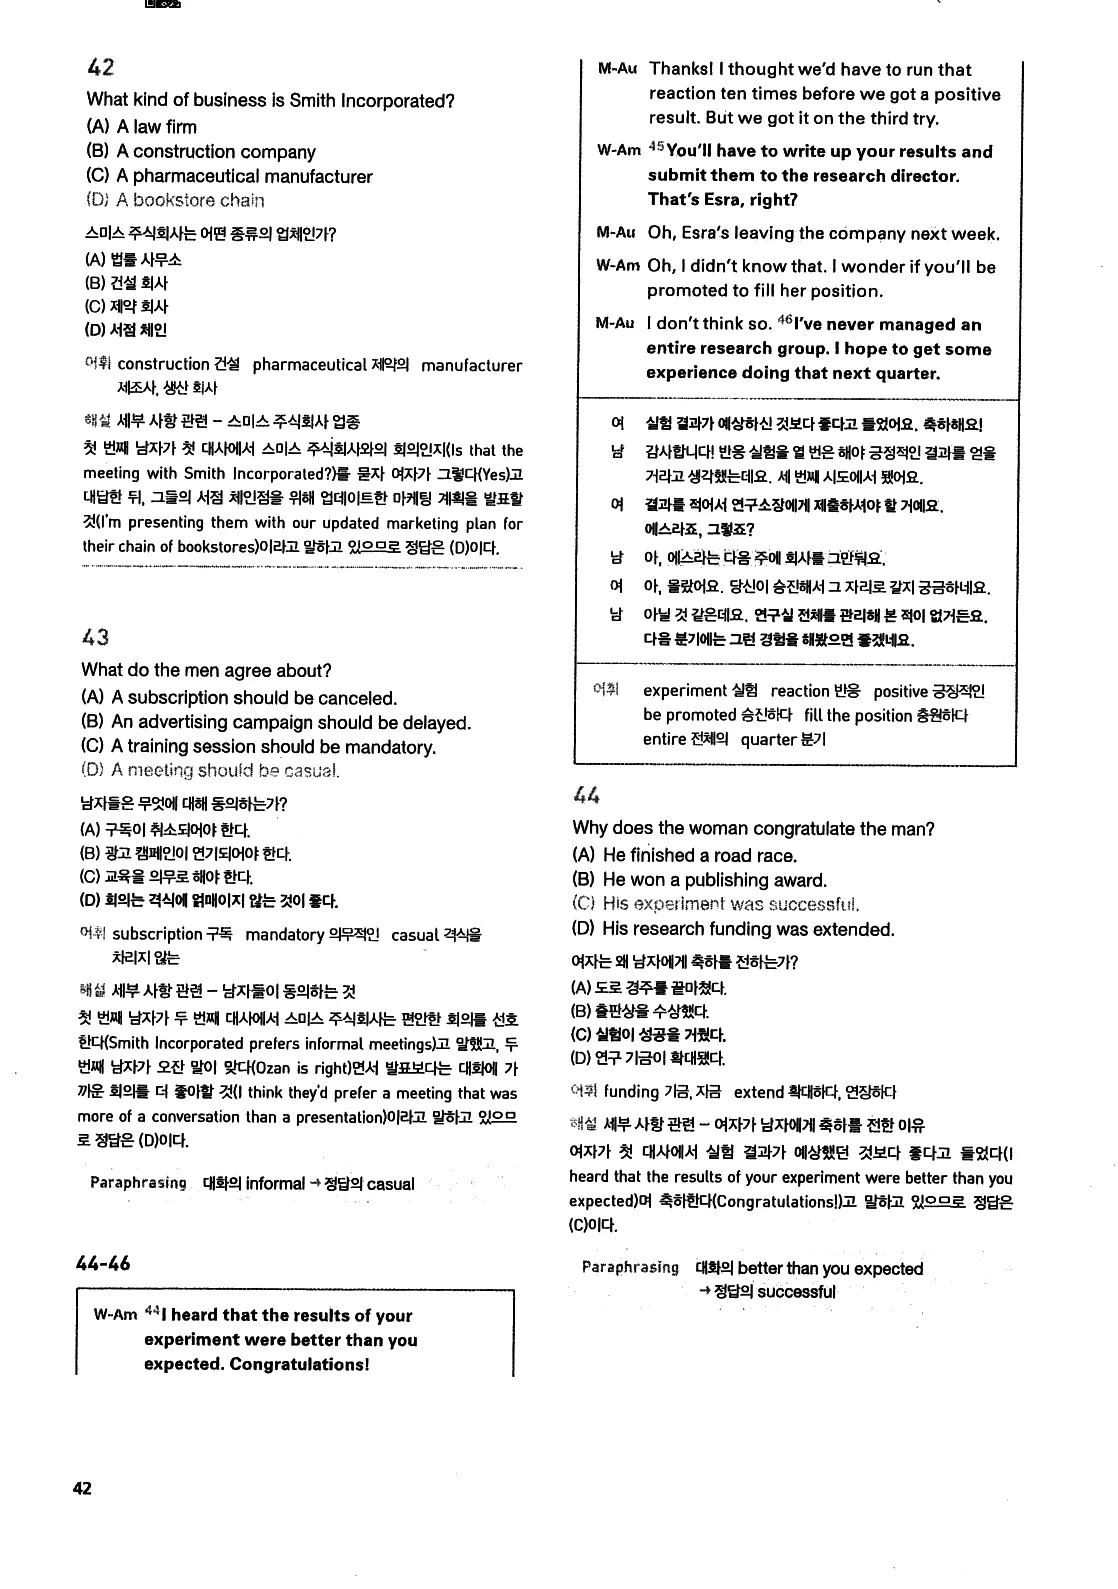 42
What kind of business is Smith Incorporated?
(A) A law firm
(B) A construction company
(C) A pharmaceutical manufacturer
(D) A bookstore chain
스미스 주식회사는 어떤 종류의 업체인가?
(A) 법률 사무소
(B) 건설 회사
(C) 제약 회사
(D) 서점 체인
어휘 construction 건설 pharmaceutical 제약의 manufacturer
제조사, 생산 회사
해설 세부 사항 관련 – 스미스 주식회사 업종
첫 번째 남자가 첫 대사에서 스미스 주식회사와의 회의인지(Is that the
meeting with Smith Incorporated?)를 묻자 여자가 그렇다(Yes)고
대답한 뒤, 그들의 서점 체인점을 위해 업데이트한 마케팅 계획을 발표할
것(I'm presenting them with our updated marketing plan for
their chain of bookstores)이라고 말하고 있으므로 정답은 (D)이다.
43
What do the men agree about?
(A) A subscription should be canceled.
(B) An advertising campaign should be delayed.
(C) A training session should be mandatory.
(D) A meeting should be casual.
남자들은 무엇에 대해 동의하는가?
(A) 구독이 취소되어야 한다.
(B) 광고 캠페인이 연기되어야 한다.
(C) 교육을 의무로 해야 한다.
(D) 회의는 격식에 얽매이지 않는 것이 좋다.
어휘 subscription 구독 mandatory 의무적인 casual 격식을
차리지 않는
해설 세부 사항 관련 – 남자들이 동의하는 것
첫 번째 남자가 두 번째 대사에서 스미스 주식회사는 편안한 회의를 선호
한다(Smith Incorporated prefers informal meetings)고 말했고, 두
번째 남자가 오잔 말이 맞다(Ozan is right)면서 발표보다는 대화에 가
까운 회의를 더 좋아할 것(I think they'd prefer a meeting that was
more of a conversation than a presentation)이라고 말하고 있으므
로 정답은 (D)이다.
Paraphrasing 대화의 informal → 정답의 casual
44-46
W-Am 44 I heard that the results of your
experiment were better than you
expected. Congratulations!
M-Au Thanks! I thought we'd have to run that
reaction ten times before we got a positive
result. But we got it on the third try.
W-Am 45 You'll have to write up your results and
submit them to the research director.
That's Esra, right?
M-Au Oh, Esra's leaving the company next week.
W-Am Oh, I didn't know that. I wonder if you'll be
promoted to fill her position.
M-Au I don't think so. 46 I've never managed an
entire research group. I hope to get some
experience doing that next quarter.
여 실험 결과가 예상하신 것보다 좋다고 들었어요. 축하해요!
남 감사합니다! 반응 실험을 열 번은 해야 긍정적인 결과를 얻을
거라고 생각했는데요. 세 번째 시도에서 됐어요.
여 결과를 적어서 연구소장에게 제출하셔야 할 거예요.
에스라죠, 그렇죠?
남 아, 에스라는 다음 주에 회사를 그만둬요.
여 아, 몰랐어요. 당신이 승진해서 그 자리로 갈지 궁금하네요.
남 아닐 것 같은데요. 연구실 전체를 관리해 본 적이 없거든요.
다음 분기에는 그런 경험을 해봤으면 좋겠네요.
어휘 experiment 실험 reaction 반응 positive 긍정적인
be promoted 승진하다 fill the position 충원하다
entire 전체의 quarter 분기
44
Why does the woman congratulate the man?
(A) He finished a road race.
(B) He won a publishing award.
(C) His experiment was successful.
(D) His research funding was extended.
여자는 왜 남자에게 축하를 전하는가?
(A) 도로 경주를 끝마쳤다.
(B) 출판상을 수상했다.
(C) 실험이 성공을 거뒀다.
(D) 연구 기금이 확대됐다.
어휘 funding 기금, 자금 extend 확대하다, 연장하다
해설 세부 사항 관련 – 여자가 남자에게 축하를 전한 이유
여자가 첫 대사에서 실험 결과가 예상했던 것보다 좋다고 들었다(I
heard that the results of your experiment were better than you
expected)며 축하한다(Congratulations!)고 말하고 있으므로 정답은
(C)이다.
Paraphrasing 대화의 better than you expected
→ 정답의 successful
42